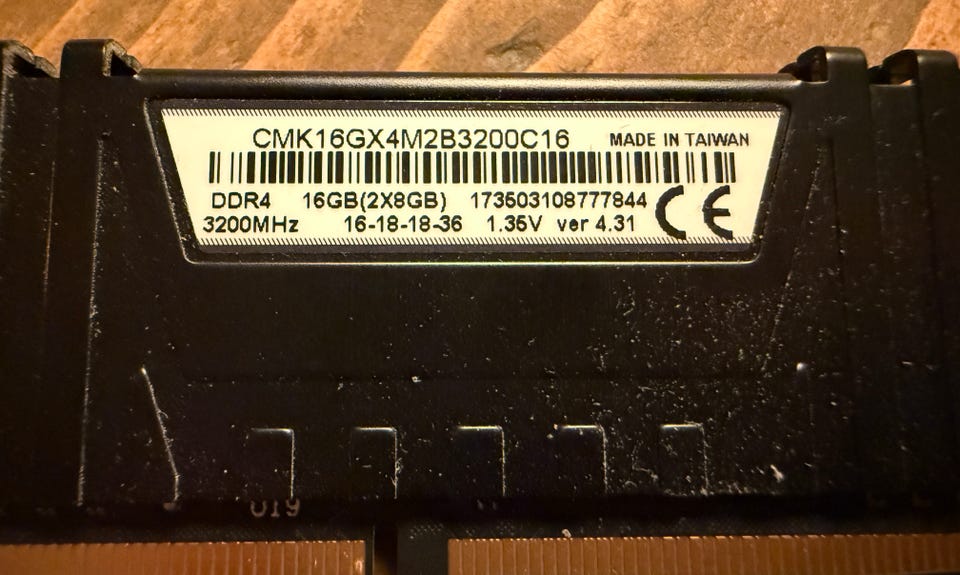 CMK16GX4M2B3200C16 MADE IN TAIWAN
DDR4 16GB(2X8GB) 173503108777844 CE
3200MHz 16-18-18-36 1.35V ver 4.31